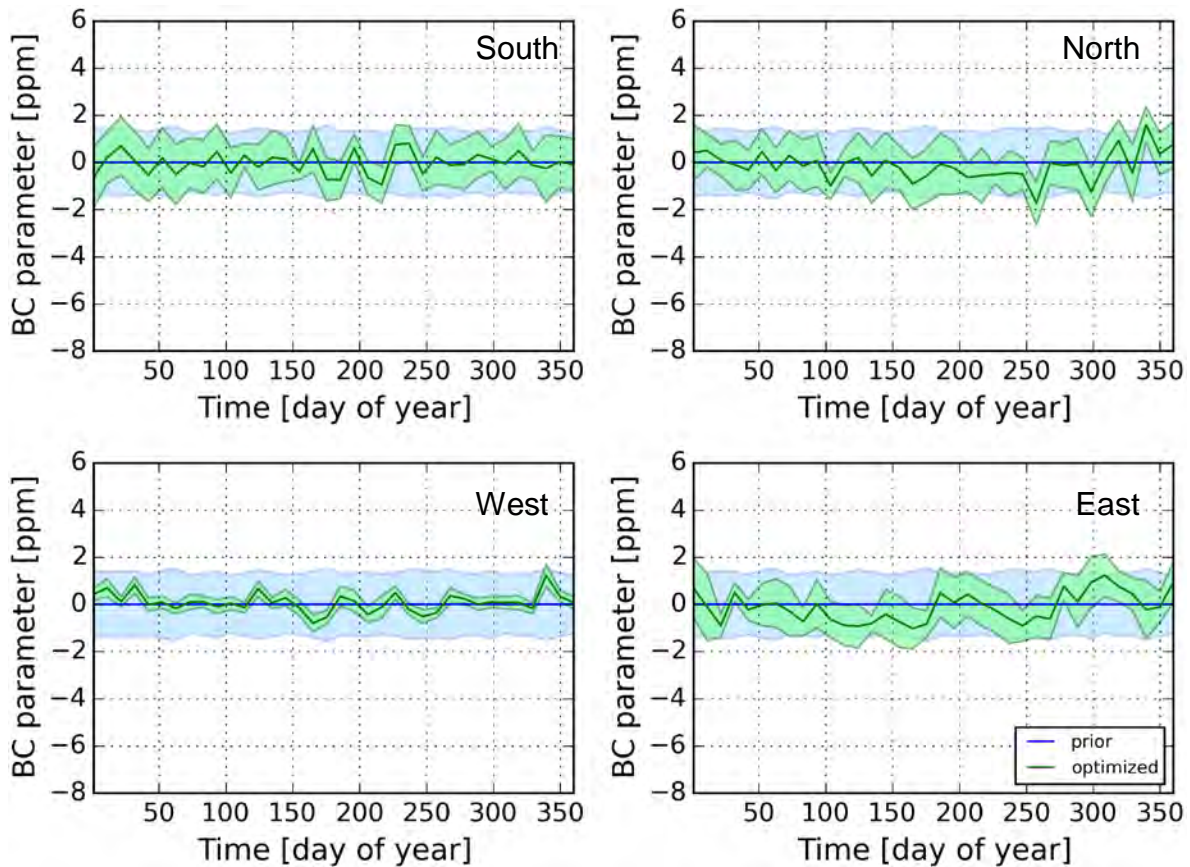 South
BC parameter [ppm]
6
4
2
0
−2
−4
−6
−8
50 100 150 200 250 300 350
Time [day of year]
North
BC parameter [ppm]
6
4
2
0
−2
−4
−6
−8
50 100 150 200 250 300 350
Time [day of year]
West
BC parameter [ppm]
6
4
2
0
−2
−4
−6
−8
50 100 150 200 250 300 350
Time [day of year]
East
BC parameter [ppm]
6
4
2
0
−2
−4
−6
−8
50 100 150 200 250 300 350
Time [day of year]
prior
optimized